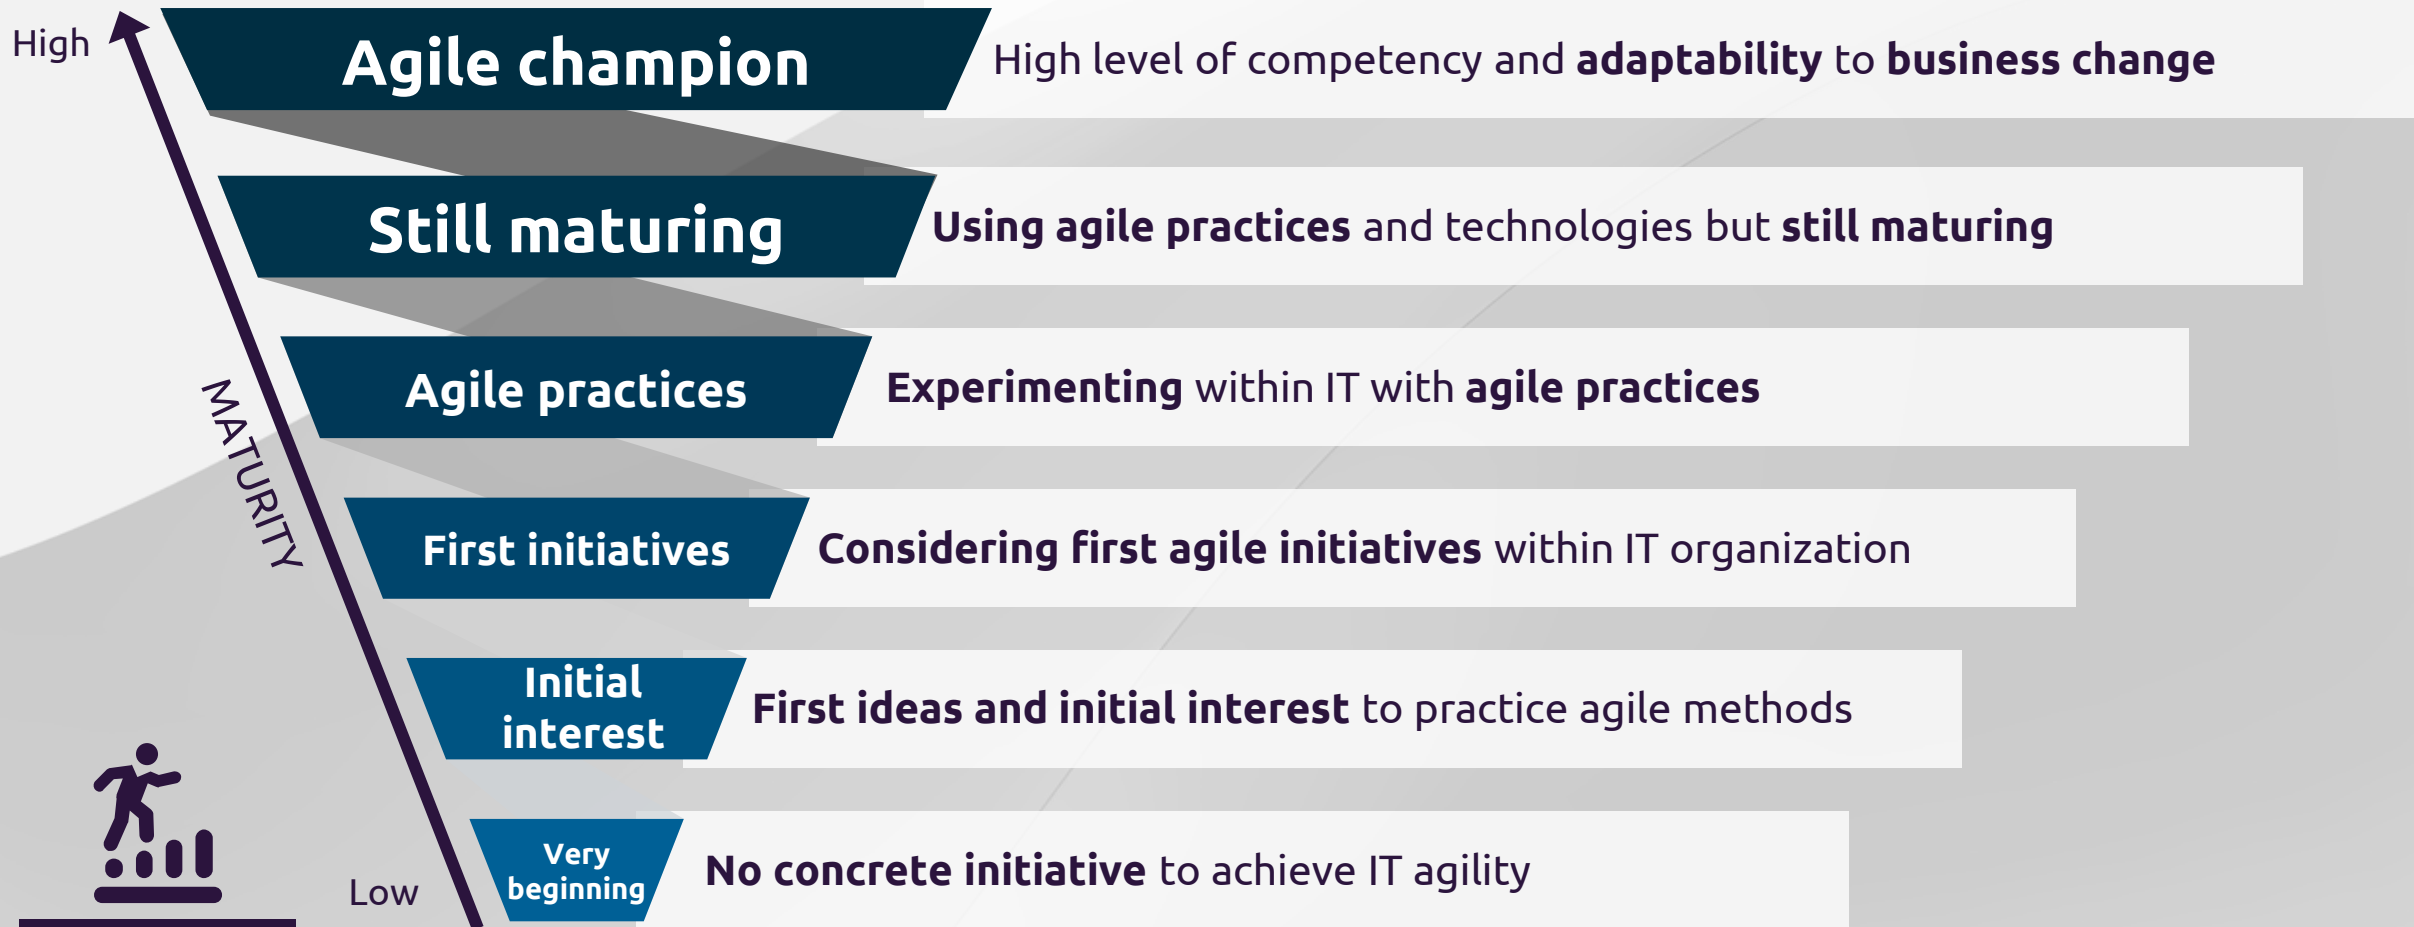 High
Agile champion
High level of competency and adaptability to business change
Still maturing
Using agile practices and technologies but still maturing
Agile practices
Experimenting within IT with agile practices
MATURITY
First initiatives
Considering first agile initiatives within IT organization
Initial
interest
First ideas and initial interest to practice agile methods
Very
beginning
No concrete initiative to achieve IT agility
Low